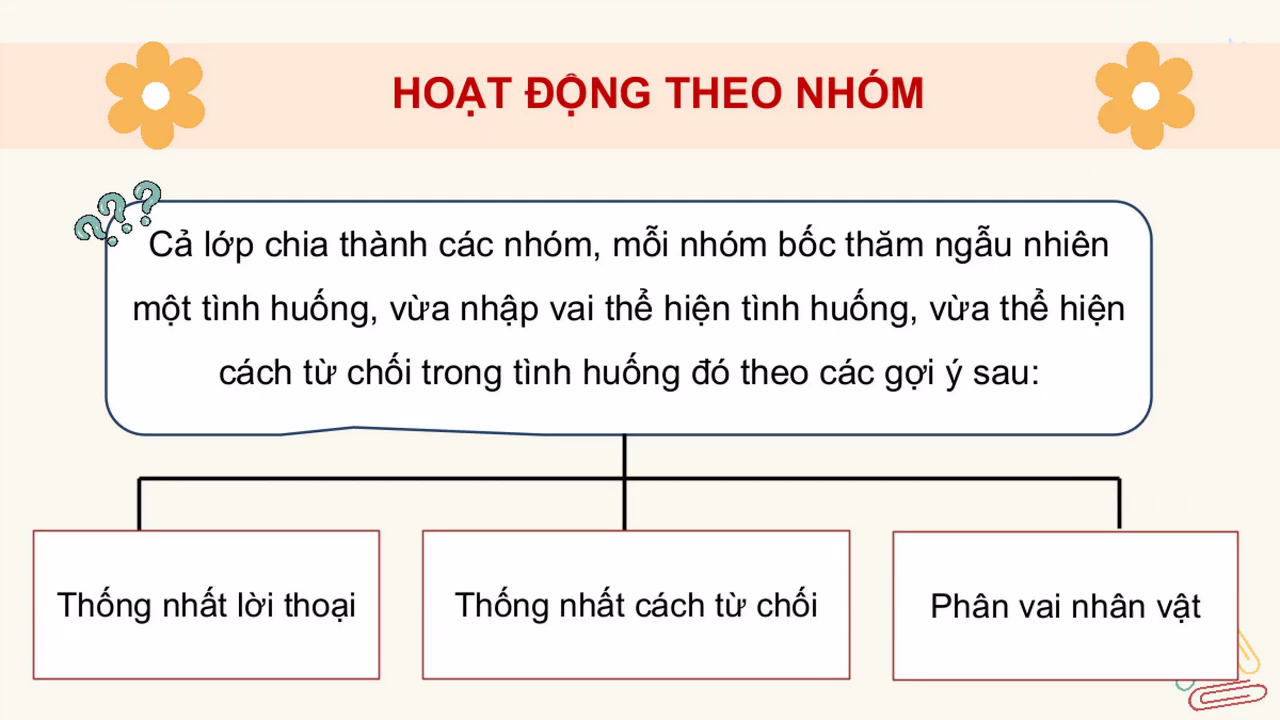 HOẠT ĐỘNG THEO NHÓM
Cả lớp chia thành các nhóm, mỗi nhóm bốc thăm ngẫu nhiên
một tình huống, vừa nhập vai thể hiện tình huống, vừa thể hiện
cách từ chối trong tình huống đó theo các gợi ý sau:
Thống nhất lời thoại
Thống nhất cách từ chối
Phân vai nhân vật